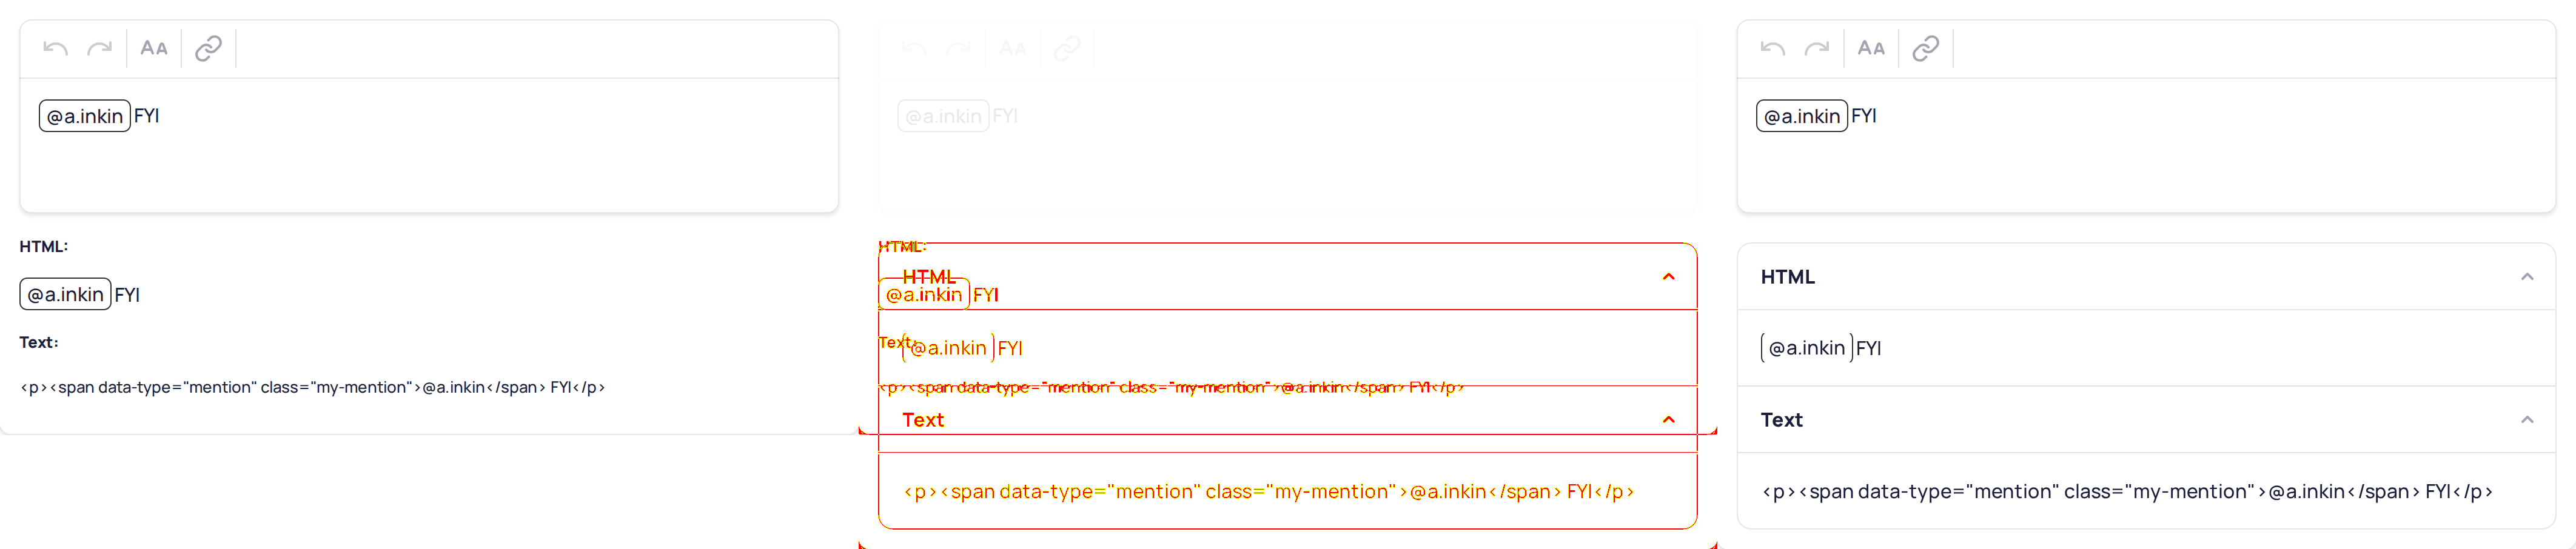 AA
@a.inkin FYI
HTML:
@a.inkin FYI
Text:
<p><span data-type="mention" class="my-mention">@a.inkin</span> FYI</p>
AA
@a.inkin FYI
HTML:
HTML
@a.inkin FYI
Text:
@a.inkin FYI
<p><span data-type="mention" class="my-mention">@a.inkin</span> FYI</p>
Text
<p><span data-type="mention" class="my-mention">@a.inkin</span> FYI</p>
AA
@a.inkin FYI
HTML
@a.inkin FYI
Text
<p><span data-type="mention" class="my-mention">@a.inkin</span> FYI</p>